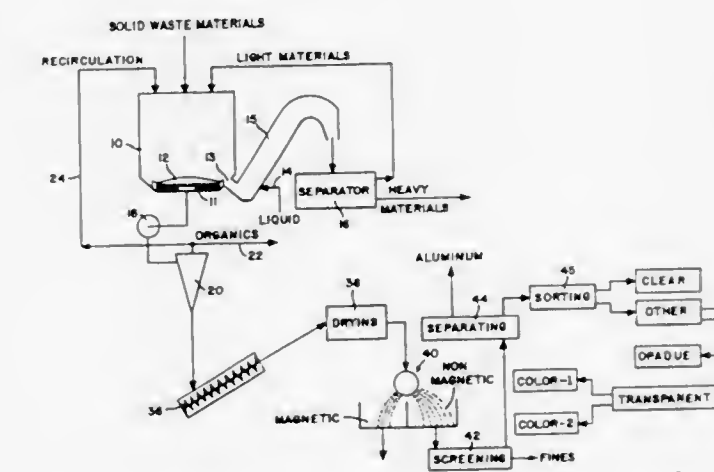 SOLID WASTE MATERIALS
RECIRCULATION
LIGHT MATERIALS
15
10
12
13
14
24
11
SEPARATOR
HEAVY
MATERIALS
16
LIQUID
18
ORGANICS
22
20
ALUMINUM
45
CLEAR
38
44
SORTING
OTHER
DRYING
SEPARATING
40
OPAQUE
NON
MAGNETIC
COLOR-1
TRANSPARENT
36
MAGNETIC
COLOR-2
42
SCREENING
FINES